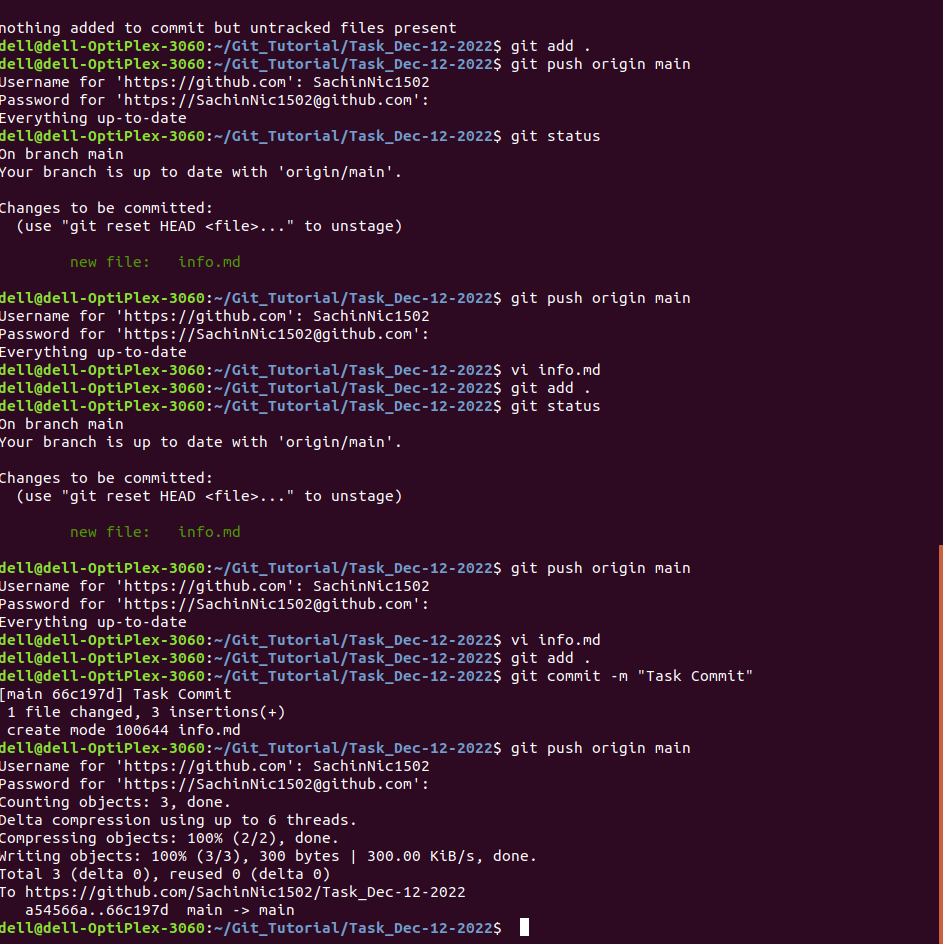 nothing added to commit but untracked files present
dell@dell-OptiPlex-3060:~/Git_Tutorial/Task_Dec-12-2022$ git add .
dell@dell-OptiPlex-3060:~/Git_Tutorial/Task_Dec-12-2022$ git push origin main
Username for 'https://github.com': SachinNic1502
Password for 'https://SachinNic1502@github.com':
Everything up-to-date
dell@dell-OptiPlex-3060:~/Git_Tutorial/Task_Dec-12-2022$ git status
On branch main
Your branch is up to date with 'origin/main'.
Changes to be committed:
  (use "git reset HEAD <file>..." to unstage)
        new file:   info.md
dell@dell-OptiPlex-3060:~/Git_Tutorial/Task_Dec-12-2022$ git push origin main
Username for 'https://github.com': SachinNic1502
Password for 'https://SachinNic1502@github.com':
Everything up-to-date
dell@dell-OptiPlex-3060:~/Git_Tutorial/Task_Dec-12-2022$ vi info.md
dell@dell-OptiPlex-3060:~/Git_Tutorial/Task_Dec-12-2022$ git add .
dell@dell-OptiPlex-3060:~/Git_Tutorial/Task_Dec-12-2022$ git status
On branch main
Your branch is up to date with 'origin/main'.
Changes to be committed:
  (use "git reset HEAD <file>..." to unstage)
        new file:   info.md
dell@dell-OptiPlex-3060:~/Git_Tutorial/Task_Dec-12-2022$ git push origin main
Username for 'https://github.com': SachinNic1502
Password for 'https://SachinNic1502@github.com':
Everything up-to-date
dell@dell-OptiPlex-3060:~/Git_Tutorial/Task_Dec-12-2022$ vi info.md
dell@dell-OptiPlex-3060:~/Git_Tutorial/Task_Dec-12-2022$ git add .
dell@dell-OptiPlex-3060:~/Git_Tutorial/Task_Dec-12-2022$ git commit -m "Task Commit"
[main 66c197d] Task Commit
 1 file changed, 3 insertions(+)
 create mode 100644 info.md
dell@dell-OptiPlex-3060:~/Git_Tutorial/Task_Dec-12-2022$ git push origin main
Username for 'https://github.com': SachinNic1502
Password for 'https://SachinNic1502@github.com':
Counting objects: 3, done.
Delta compression using up to 6 threads.
Compressing objects: 100% (2/2), done.
Writing objects: 100% (3/3), 300 bytes | 300.00 KiB/s, done.
Total 3 (delta 0), reused 0 (delta 0)
To https://github.com/SachinNic1502/Task_Dec-12-2022
   a54566a..66c197d  main -> main
dell@dell-OptiPlex-3060:~/Git_Tutorial/Task_Dec-12-2022$